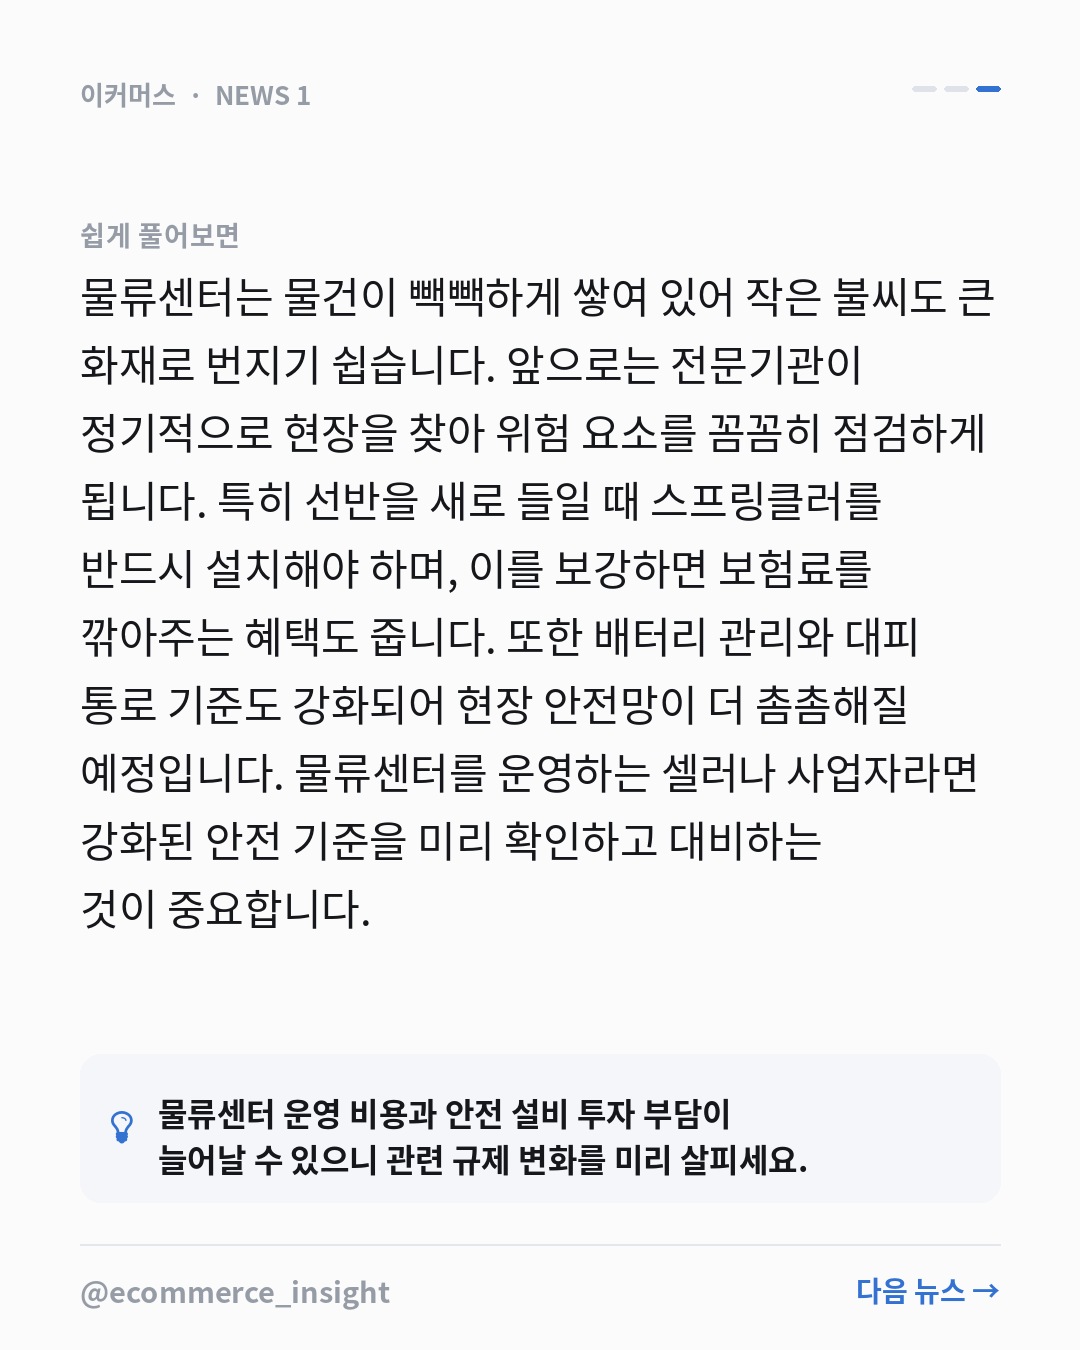 이커머스 · NEWS 1
쉽게 풀어보면
물류센터는 물건이 빽빽하게 쌓여 있어 작은 불씨도 큰
화재로 번지기 쉽습니다. 앞으로는 전문기관이
정기적으로 현장을 찾아 위험 요소를 꼼꼼히 점검하게
됩니다. 특히 선반을 새로 들일 때 스프링클러를
반드시 설치해야 하며, 이를 보강하면 보험료를
깎아주는 혜택도 줍니다. 또한 배터리 관리와 대피
통로 기준도 강화되어 현장 안전망이 더 촘촘해질
예정입니다. 물류센터를 운영하는 셀러나 사업자라면
강화된 안전 기준을 미리 확인하고 대비하는
것이 중요합니다.
물류센터 운영 비용과 안전 설비 투자 부담이
늘어날 수 있으니 관련 규제 변화를 미리 살피세요.
@ecommerce_insight
다음 뉴스 →